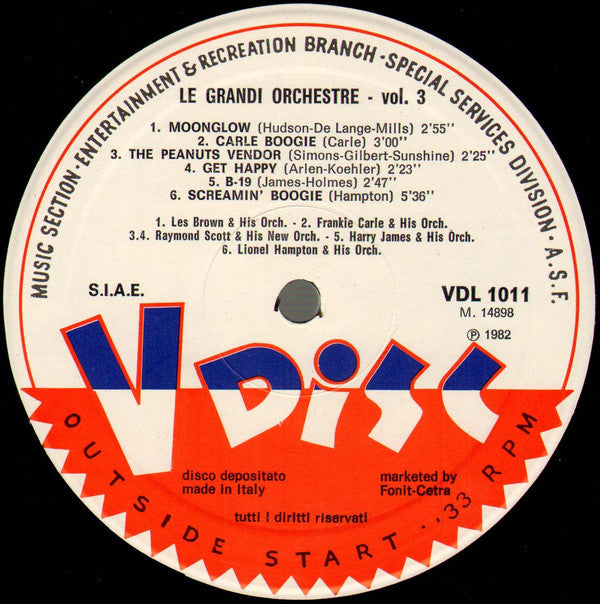 MUSIC SECTION · ENTERTAINMENT & RECREATION BRANCH · SPECIAL SERVICES DIVISION · A.S.F.
LE GRANDI ORCHESTRE - vol. 3
1. MOONGLOW (Hudson-De Lange-Mills) 2'55''
2. CARLE BOOGIE (Carle) 3'00''
3. THE PEANUTS VENDOR (Simons-Gilbert-Sunshine) 2'25''
4. GET HAPPY (Arlen-Koehler) 2'23''
5. B-19 (James-Holmes) 2'47''
6. SCREAMIN' BOOGIE (Hampton) 5'36''
1. Les Brown & His Orch. - 2. Frankie Carle & His Orch.
3.4. Raymond Scott & His New Orch. - 5. Harry James & His Orch.
6. Lionel Hampton & His Orch.
S.I.A.E.
VDL 1011
M. 14898
Ⓟ 1982
V DiSC
disco depositato
made in Italy
marketed by
Fonit-Cetra
tutti i diritti riservati
OUTSIDE START . . 33 RPM